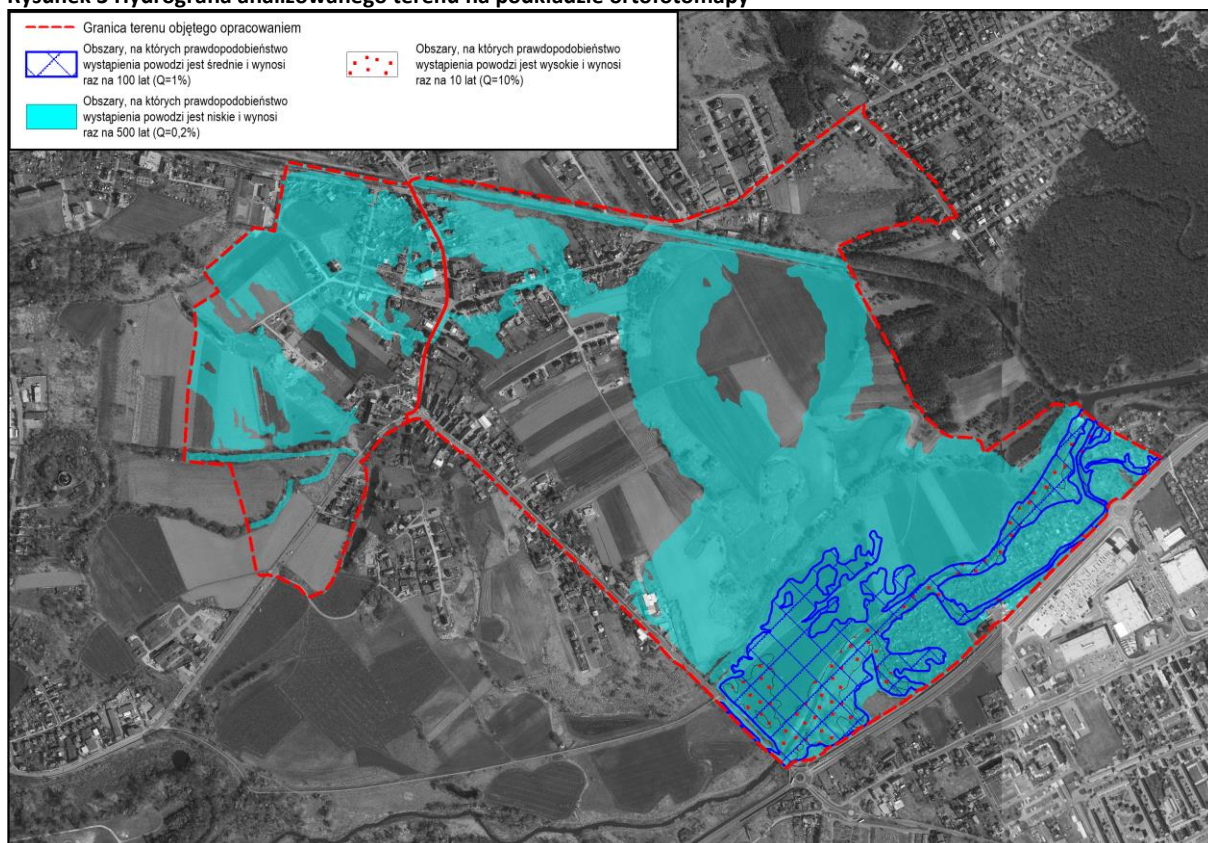 Rysunek 3 Hydrografia analizowanego terenu na podkładzie ortofotomapy
Granica terenu objętego opracowaniem
Obszary, na których prawdopodobieństwo
wystąpienia powodzi jest średnie i wynosi
raz na 100 lat (Q=1%)
Obszary, na których prawdopodobieństwo
wystąpienia powodzi jest niskie i wynosi
raz na 500 lat (Q=0,2%)
Obszary, na których prawdopodobieństwo
wystąpienia powodzi jest wysokie i wynosi
raz na 10 lat (Q=10%)